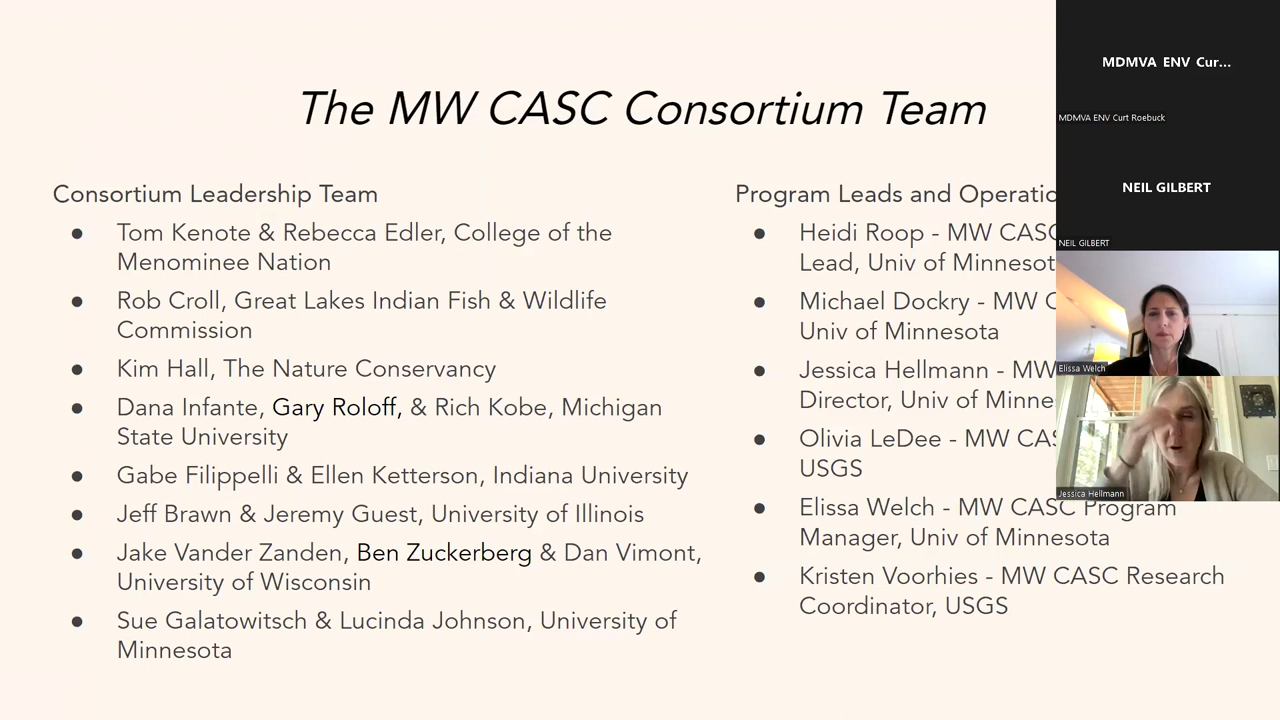 The MW CASC Consortium Team
Consortium Leadership Team
● Tom Kenote & Rebecca Edler, College of the
Menominee Nation
● Rob Croll, Great Lakes Indian Fish & Wildlife
Commission
● Kim Hall, The Nature Conservancy
● Dana Infante, Gary Roloff, & Rich Kobe, Michigan
State University
● Gabe Filippelli & Ellen Ketterson, Indiana University
● Jeff Brawn & Jeremy Guest, University of Illinois
● Jake Vander Zanden, Ben Zuckerberg & Dan Vimont,
University of Wisconsin
● Sue Galatowitsch & Lucinda Johnson, University of
Minnesota
Program Leads and Operatio
● Heidi Roop - MW CASC
Lead, Univ of Minnesot
● Michael Dockry - MW C
Univ of Minnesota
● Jessica Hellmann - MW
Director, Univ of Minne
● Olivia LeDee - MW CAS
USGS
● Elissa Welch - MW CASC Program
Manager, Univ of Minnesota
● Kristen Voorhies - MW CASC Research
Coordinator, USGS
MDMVA ENV Cur...
MDMVA ENV Curt Roebuck
NEIL GILBERT
NEIL GILBERT
Elissa Welch
Jessica Hellmann